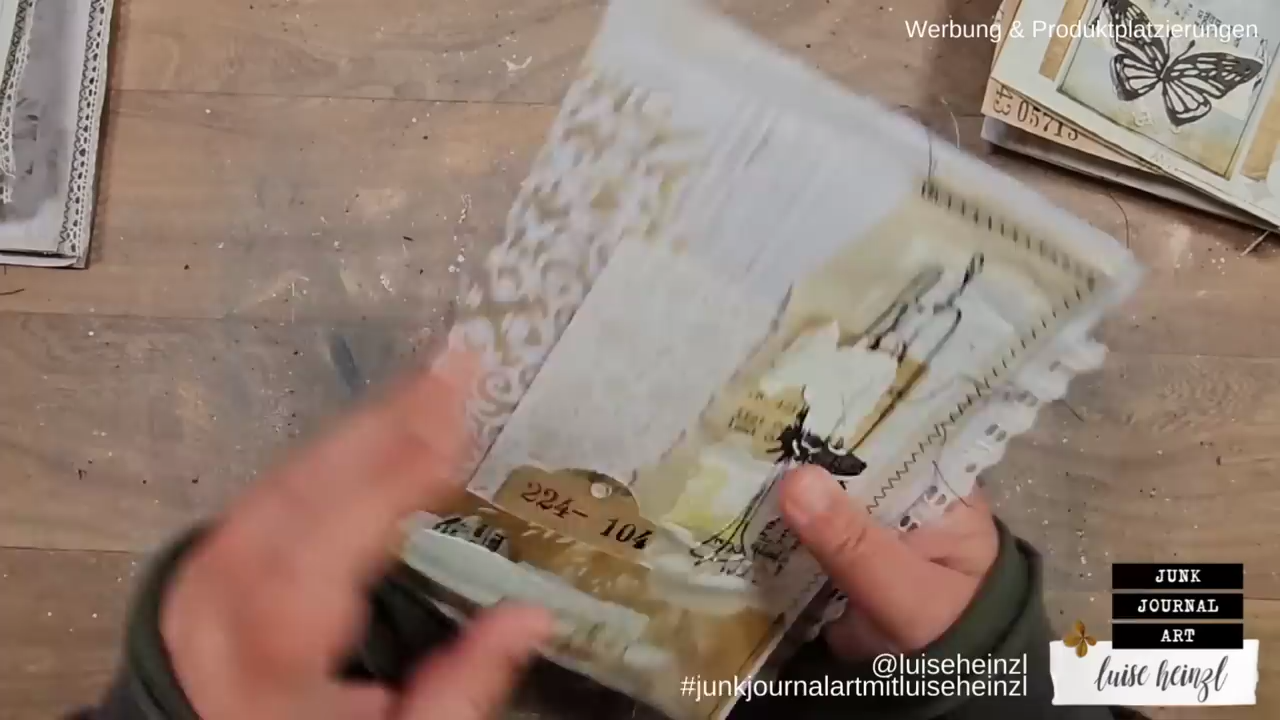 Werbung & Produktplatzierungen
05713
224- 104
JUNK
JOURNAL
ART
luise heinzl
@luiseheinzl
#junkjournalartmitluiseheinzl